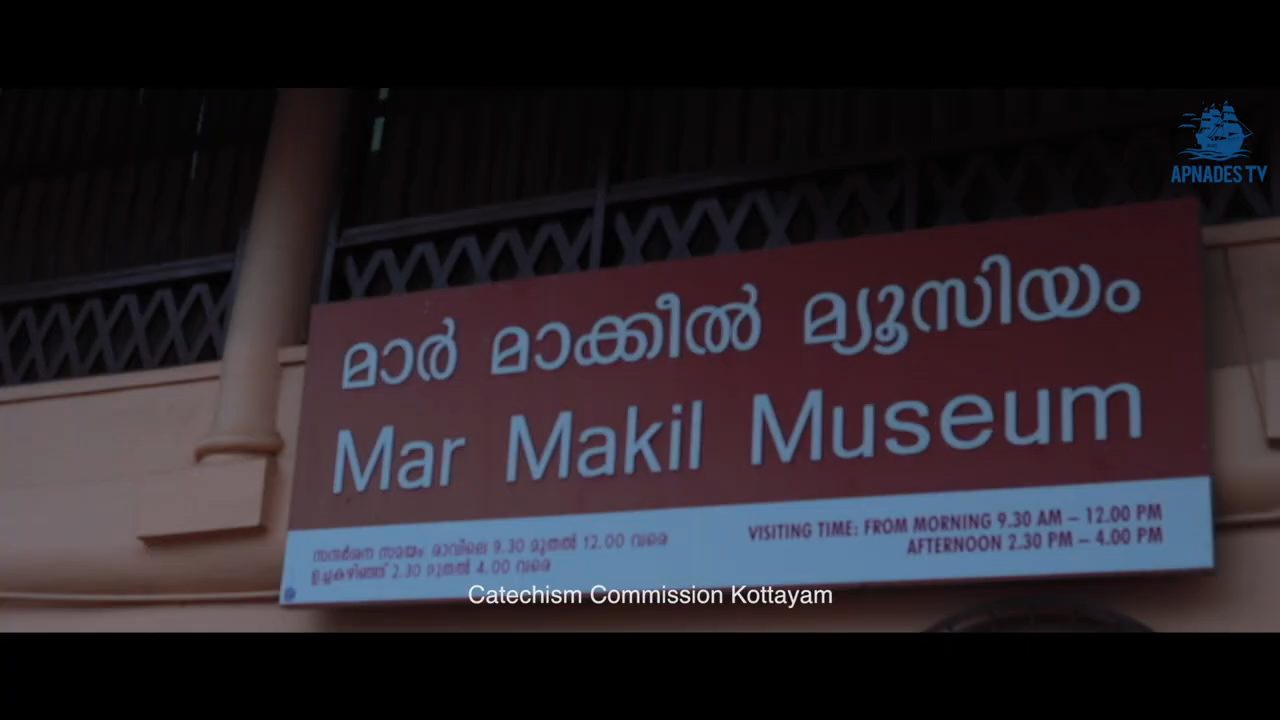 APNADES TV
മാർ മാക്കീൽ മ്യൂസിയം
Mar Makil Museum
സന്ദർശന സമയം: രാവിലെ 9.30 മുതൽ 12.00 വരെ
ഉച്ചകഴിഞ്ഞ് 2.30 മുതൽ 4.00 വരെ
VISITING TIME: FROM MORNING 9.30 AM – 12.00 PM
AFTERNOON 2.30 PM – 4.00 PM
Catechism Commission Kottayam